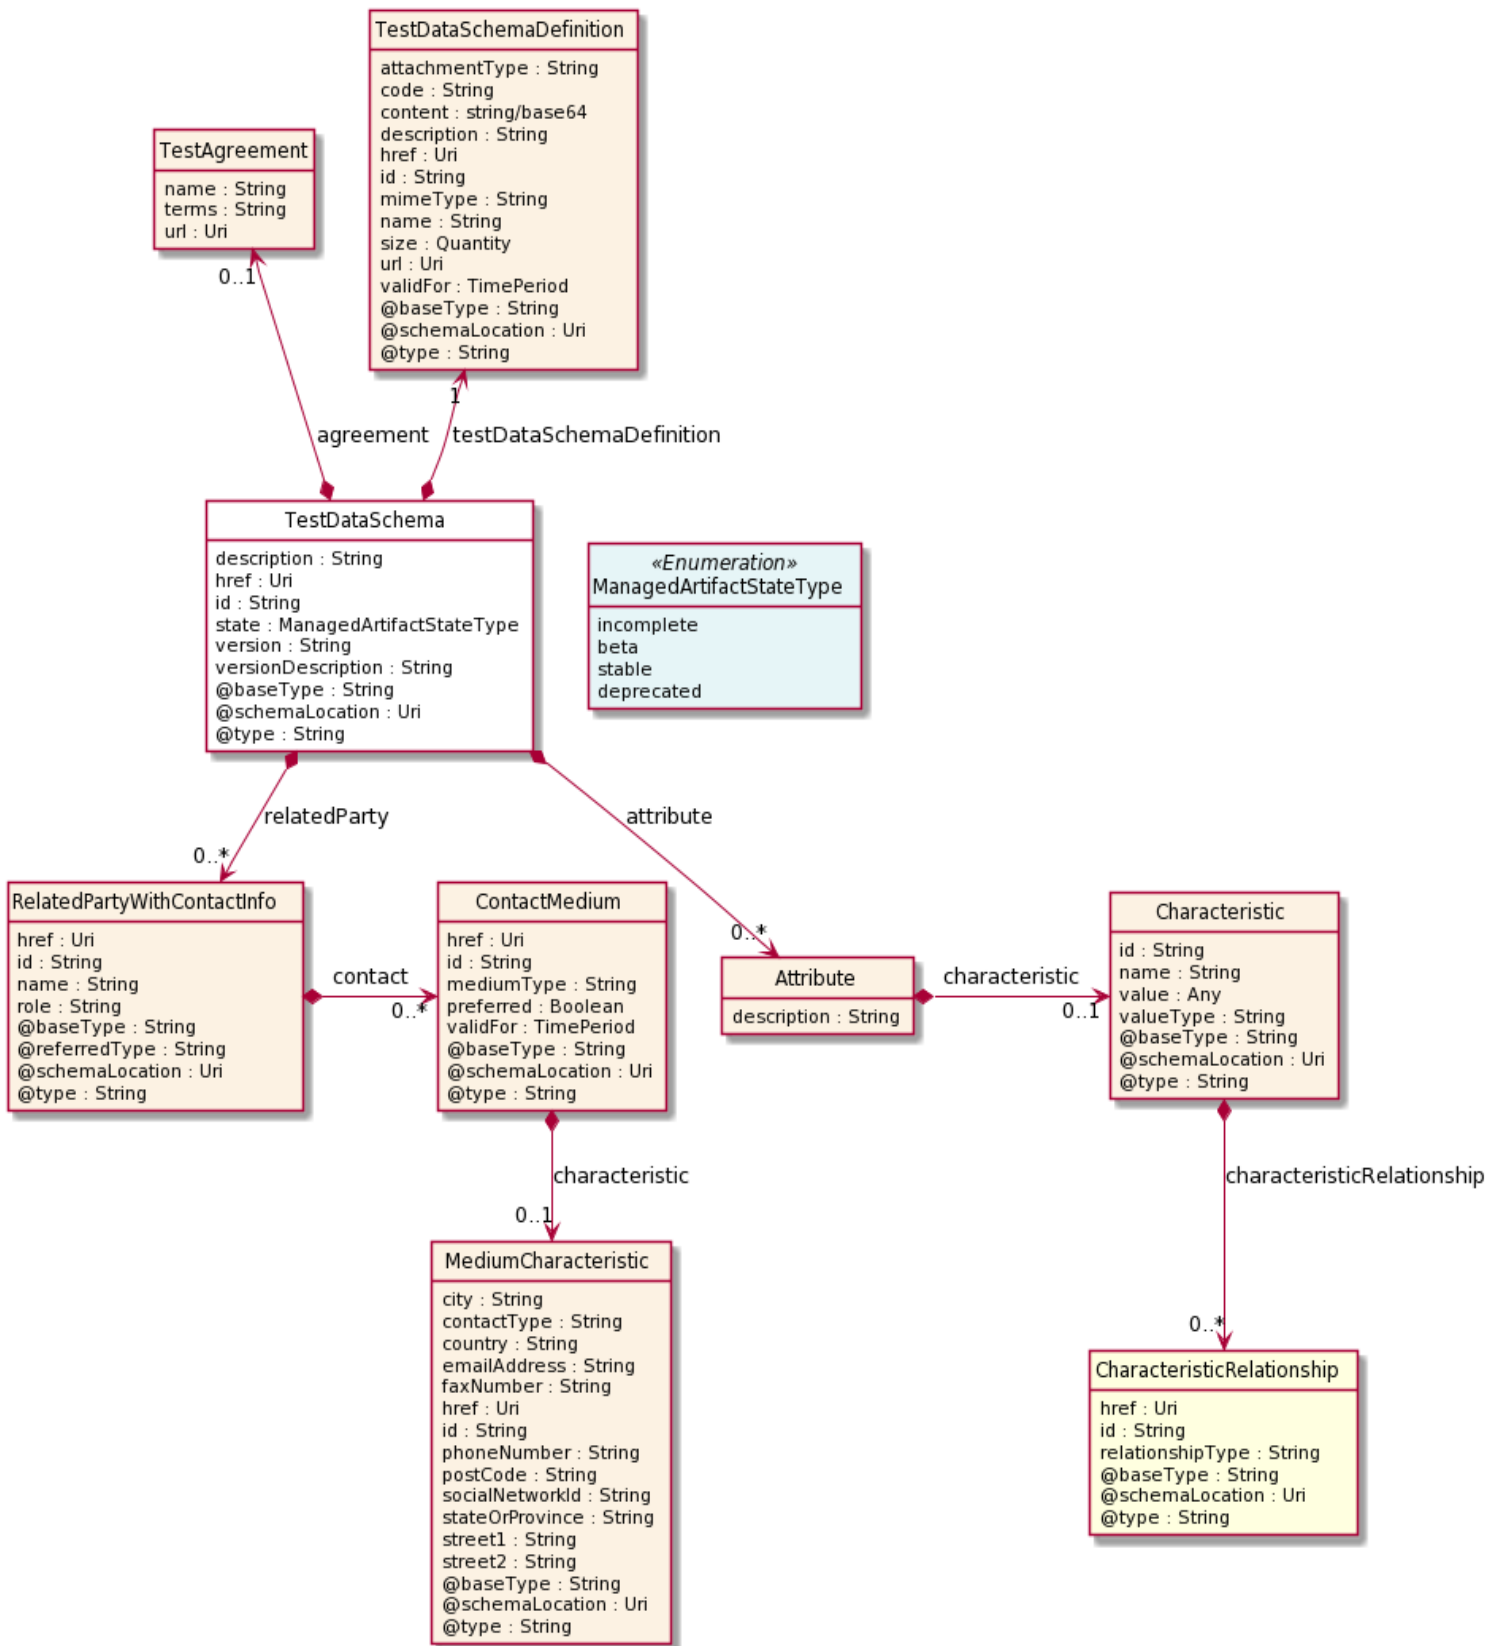 TestDataSchemaDefinition
attachmentType : String
code : String
content : string/base64
description : String
href : Uri
id : String
mimeType : String
name : String
size : Quantity
url : Uri
validFor : TimePeriod
@baseType : String
@schemaLocation : Uri
@type : String
TestAgreement
name : String
terms : String
url : Uri
0..1
1
agreement
testDataSchemaDefinition
TestDataSchema
description : String
href : Uri
id : String
state : ManagedArtifactStateType
version : String
versionDescription : String
@baseType : String
@schemaLocation : Uri
@type : String
«Enumeration»
ManagedArtifactStateType
incomplete
beta
stable
deprecated
relatedParty
attribute
0..*
0..*
RelatedPartyWithContactInfo
href : Uri
id : String
name : String
role : String
@baseType : String
@referredType : String
@schemaLocation : Uri
@type : String
contact
0..*
ContactMedium
href : Uri
id : String
mediumType : String
preferred : Boolean
validFor : TimePeriod
@baseType : String
@schemaLocation : Uri
@type : String
Attribute
description : String
characteristic
0..1
Characteristic
id : String
name : String
value : Any
valueType : String
@baseType : String
@schemaLocation : Uri
@type : String
characteristic
0..1
characteristicRelationship
0..*
MediumCharacteristic
city : String
contactType : String
country : String
emailAddress : String
faxNumber : String
href : Uri
id : String
phoneNumber : String
postCode : String
socialNetworkId : String
stateOrProvince : String
street1 : String
street2 : String
@baseType : String
@schemaLocation : Uri
@type : String
CharacteristicRelationship
href : Uri
id : String
relationshipType : String
@baseType : String
@schemaLocation : Uri
@type : String